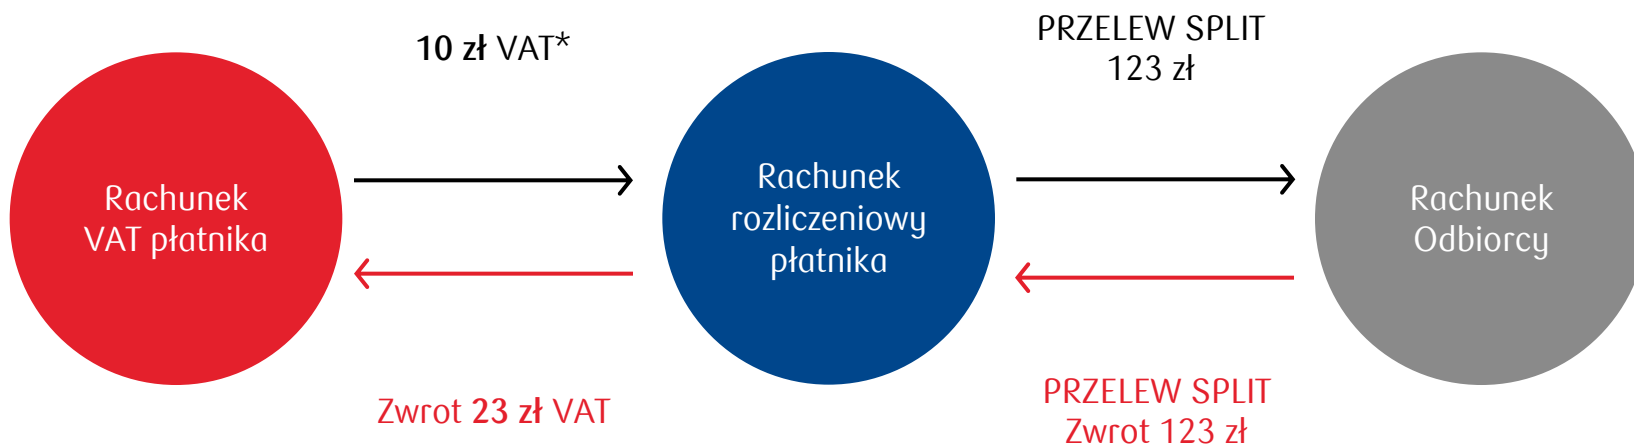 10 zł VAT*
PRZELEW SPLIT
123 zł
Rachunek
VAT płatnika
Rachunek
rozliczeniowy
płatnika
Rachunek
Odbiorcy
Zwrot 23 zł VAT
PRZELEW SPLIT
Zwrot 123 zł